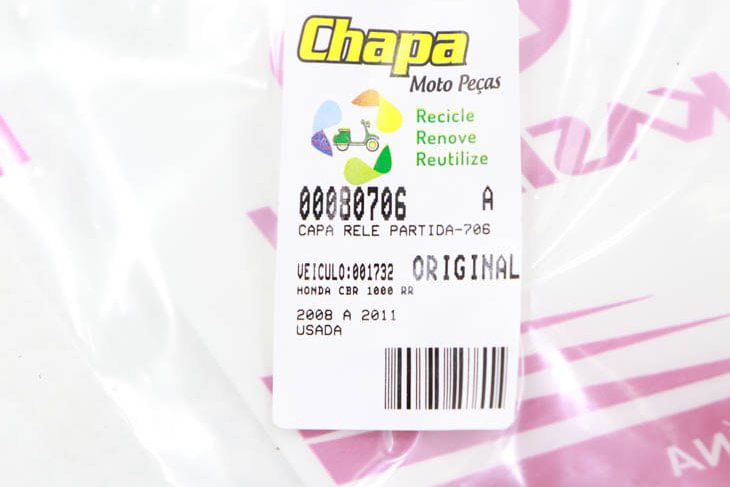 Chapa
Moto Peças
Recicle
Renove
Reutilize
00080706 A
CAPA RELE PARTIDA-706
VEICULO:001732 ORIGINAL
HONDA CBR 1000 RR
2008 A 2011
USADA